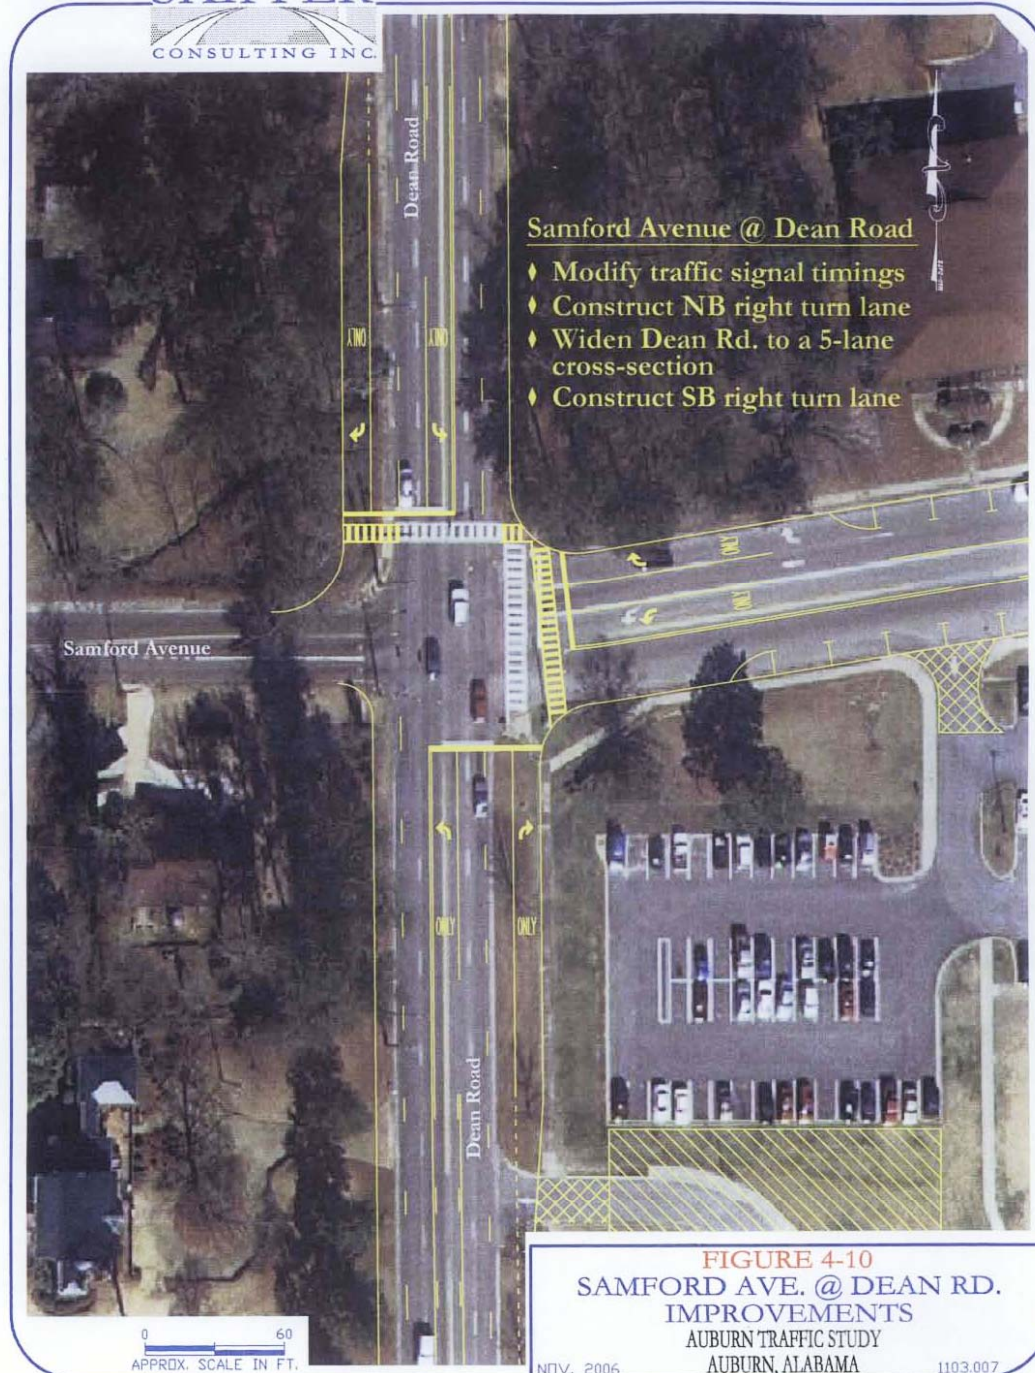 CONSULTING INC.
Dean Road
Samford Avenue @ Dean Road
♦ Modify traffic signal timings
♦ Construct NB right turn lane
♦ Widen Dean Rd. to a 5-lane
cross-section
♦ Construct SB right turn lane
ONLY
ONLY
ONLY
ONLY
Samford Avenue
ONLY
ONLY
Dean Road
FIGURE 4-10
SAMFORD AVE. @ DEAN RD.
IMPROVEMENTS
AUBURN TRAFFIC STUDY
AUBURN, ALABAMA
NOV. 2006
1103.007
0 60
APPROX. SCALE IN FT.